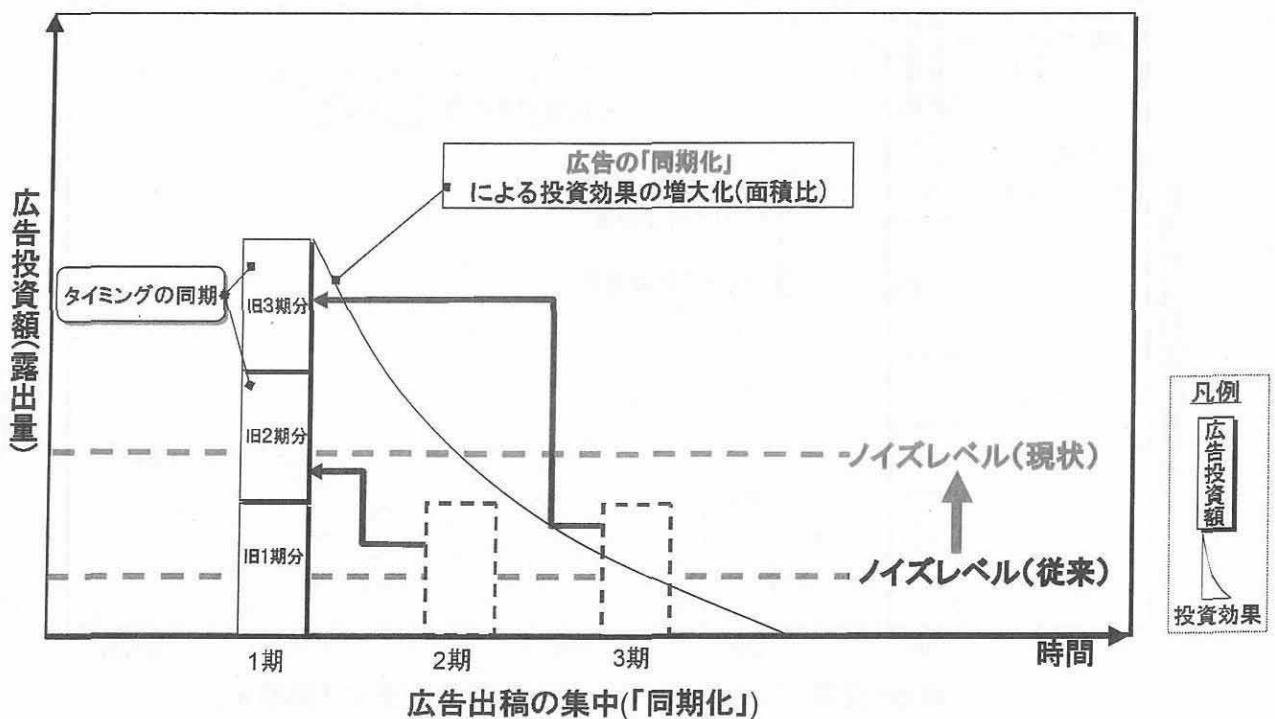 広告の「同期化」
による投資効果の増大化(面積比)
広告投資額(露出量)
タイミングの同期
旧3期分
旧2期分
旧1期分
ノイズレベル(現状)
ノイズレベル(従来)
凡例
広告投資額
投資効果
1期
2期
3期
時間
広告出稿の集中(「同期化」)